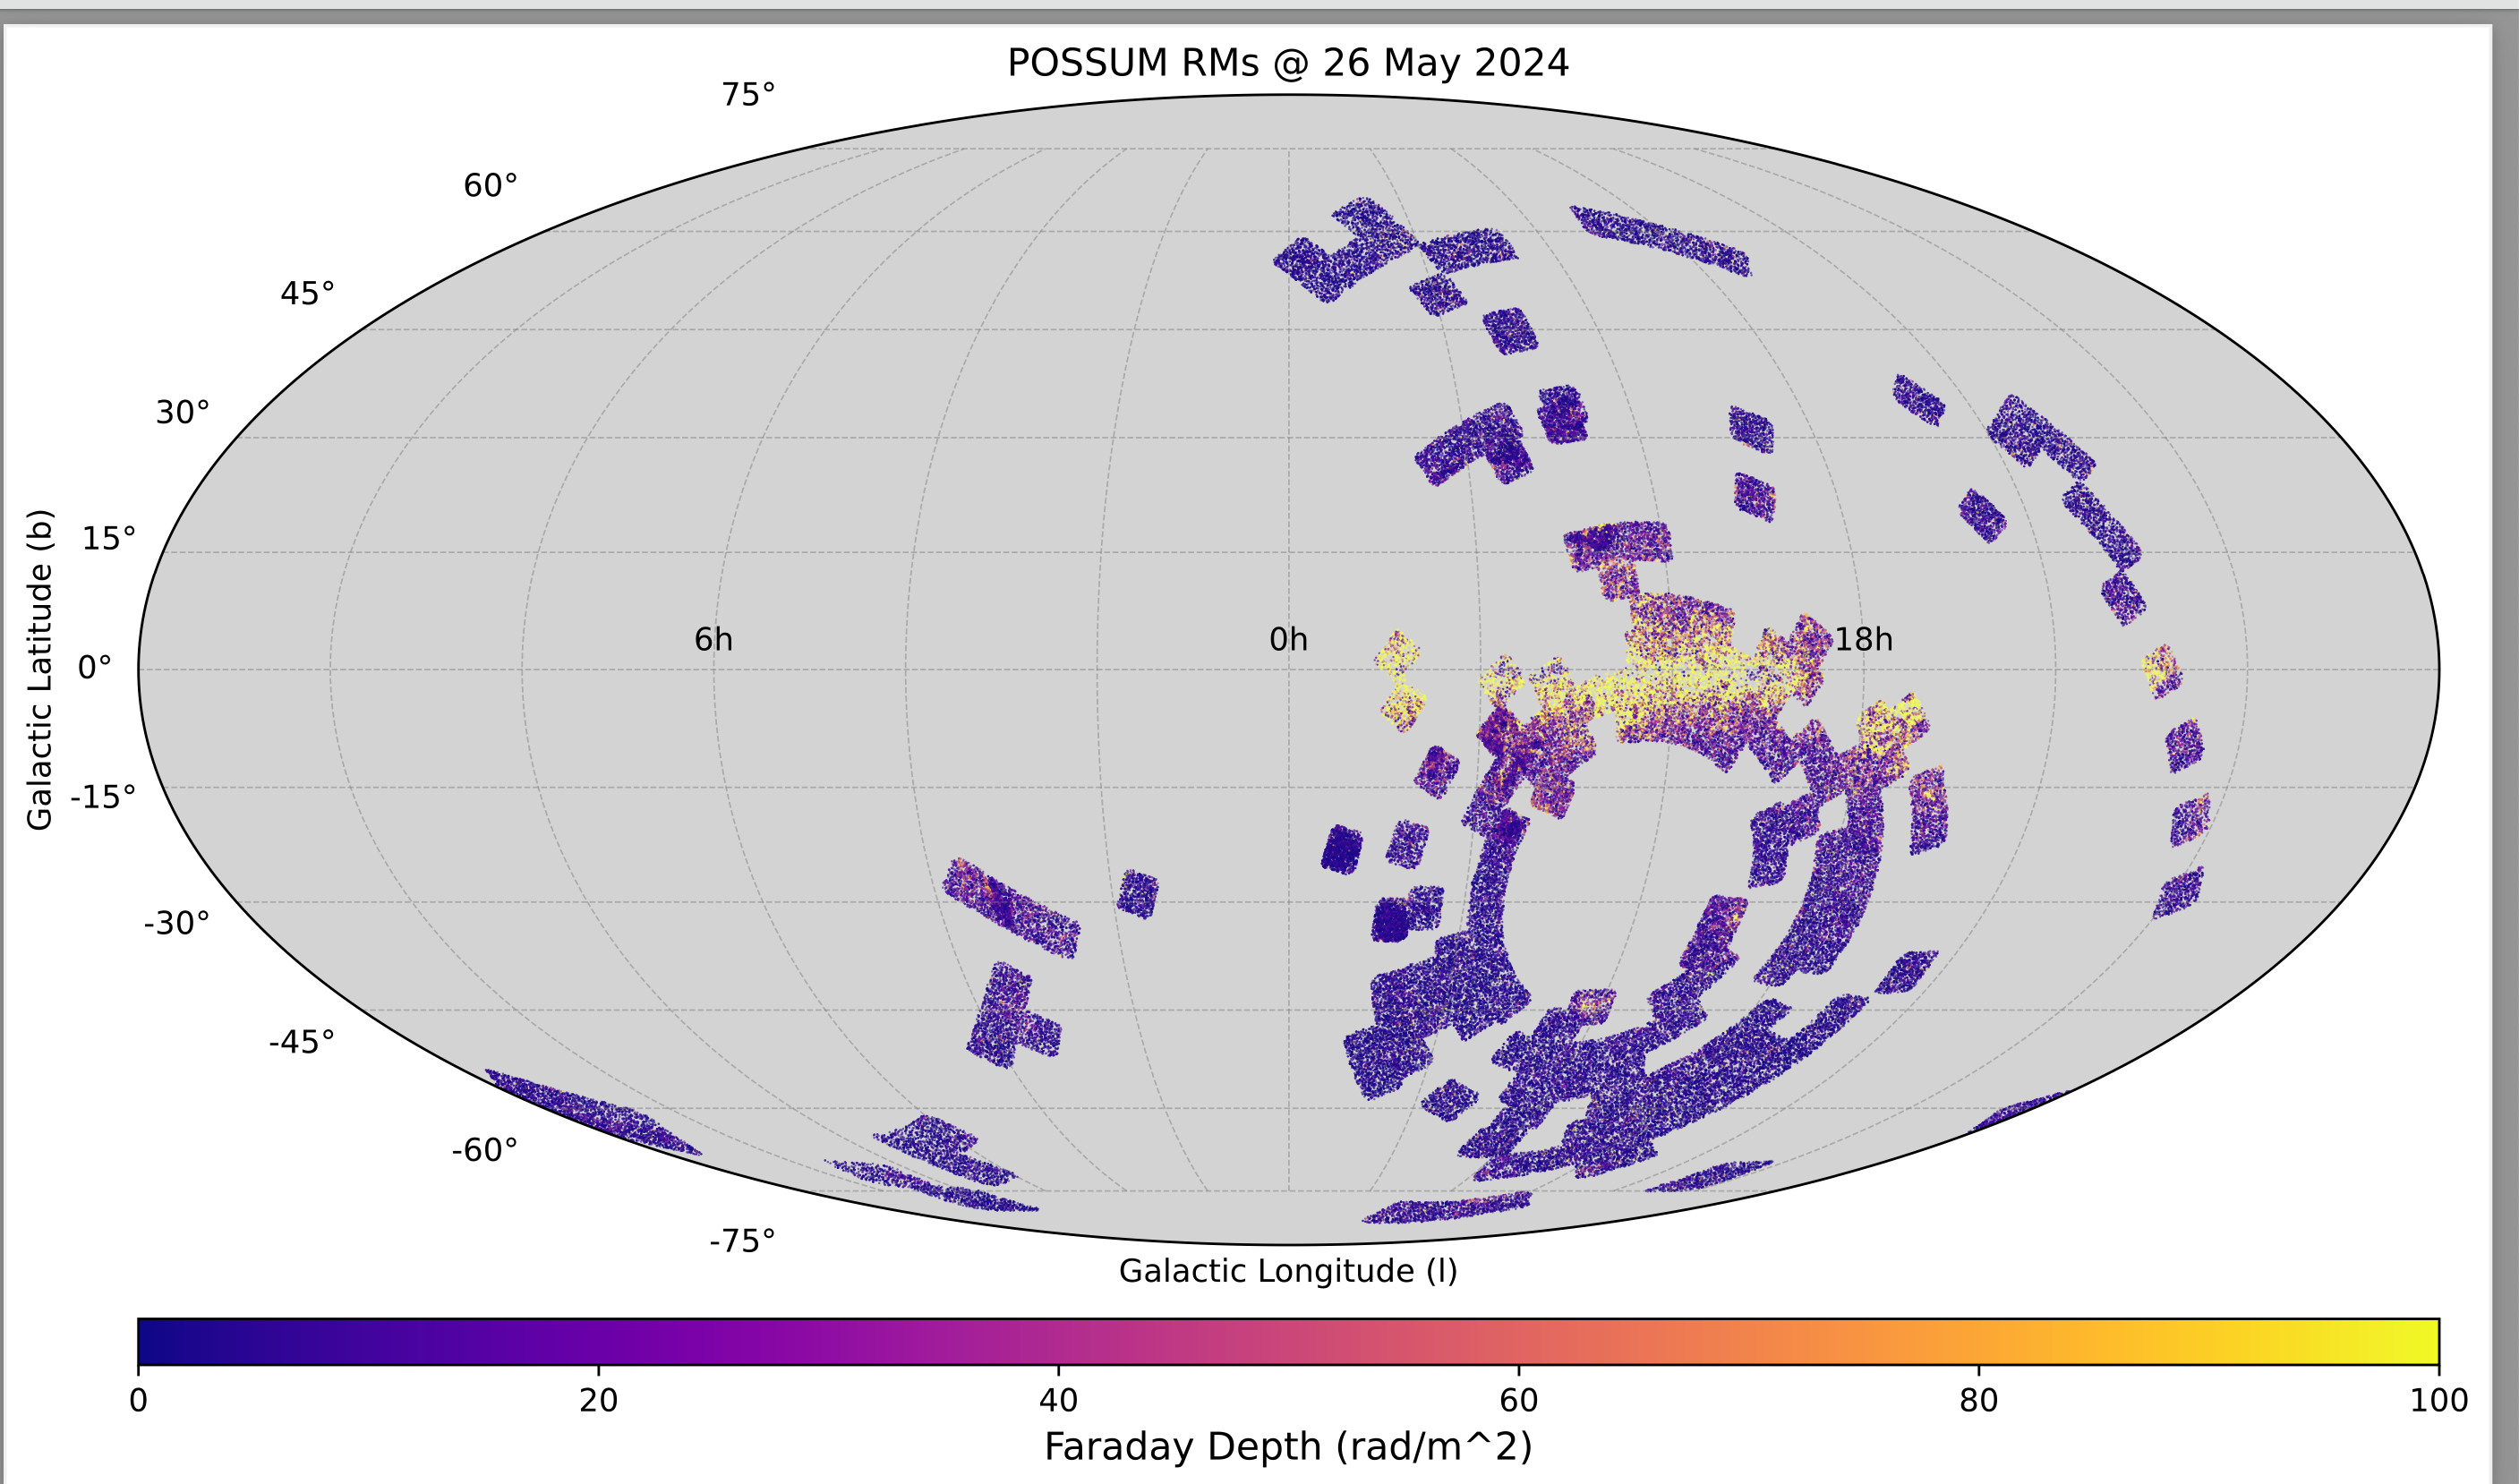 POSSUM RMs @ 26 May 2024
75°
60°
45°
30°
15°
0°
-15°
-30°
-45°
-60°
-75°
Galactic Latitude (b)
6h
0h
18h
Galactic Longitude (l)
0
20
40
60
80
100
Faraday Depth (rad/m^2)